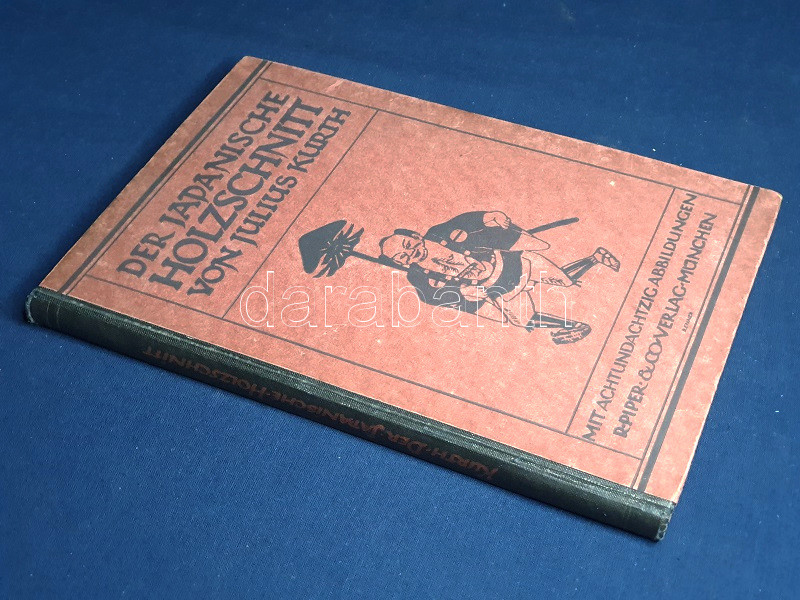 DER JAPANISCHE
HOLZSCHNITT
VON JULIUS KURTH
MIT ACHTUNDACHTZIG ABBILDUNGEN
R·PIPER·&CO VERLAG·MÜNCHEN
KURTH·DER JAPANISCHE·HOLZSCHNITT
darabanth